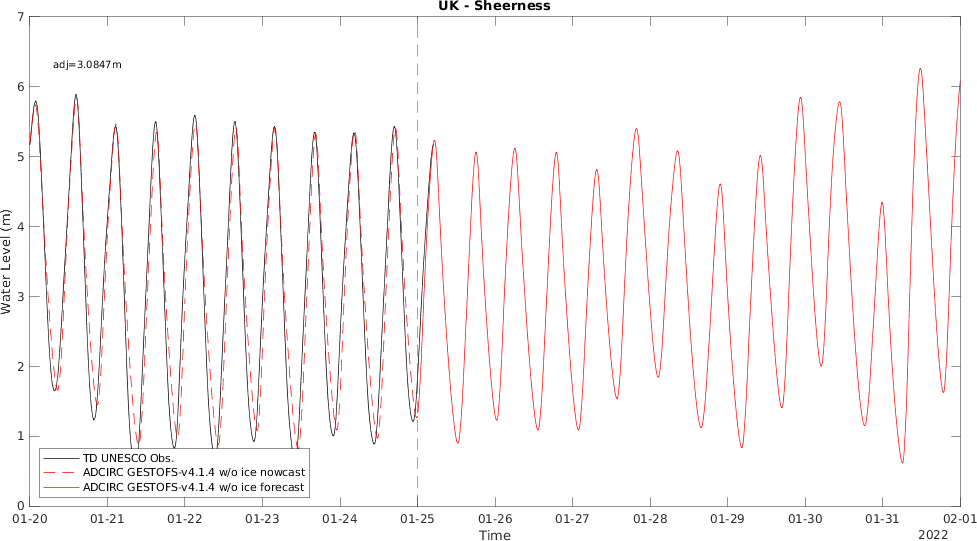 UK - Sheerness
adj=3.0847m
7
6
5
4
3
2
1
0
Water Level (m)
TD UNESCO Obs.
ADCIRC GESTOFS-v4.1.4 w/o ice nowcast
ADCIRC GESTOFS-v4.1.4 w/o ice forecast
01-20 01-21 01-22 01-23 01-24 01-25 01-26 01-27 01-28 01-29 01-30 01-31 02-01
Time
2022